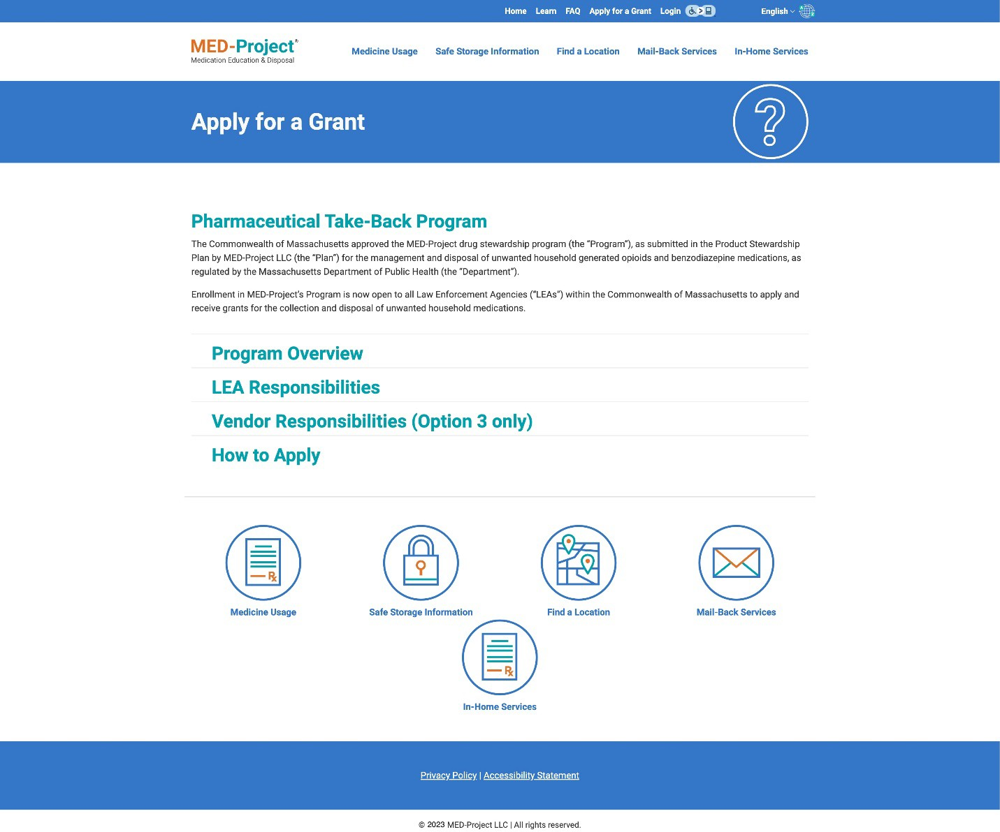 Home Learn FAQ Apply for a Grant Login English
MED-Project®
Medication Education & Disposal
Medicine Usage Safe Storage Information Find a Location Mail-Back Services In-Home Services
Apply for a Grant
Pharmaceutical Take-Back Program
The Commonwealth of Massachusetts approved the MED-Project drug stewardship program (the “Program”), as submitted in the Product Stewardship
Plan by MED-Project LLC (the “Plan”) for the management and disposal of unwanted household generated opioids and benzodiazepine medications, as
regulated by the Massachusetts Department of Public Health (the “Department”).
Enrollment in MED-Project’s Program is now open to all Law Enforcement Agencies (“LEAs”) within the Commonwealth of Massachusetts to apply and
receive grants for the collection and disposal of unwanted household medications.
Program Overview
LEA Responsibilities
Vendor Responsibilities (Option 3 only)
How to Apply
Rx
Medicine Usage Safe Storage Information Find a Location Mail-Back Services
Rx
In-Home Services
Privacy Policy | Accessibility Statement
© 2023 MED-Project LLC | All rights reserved.